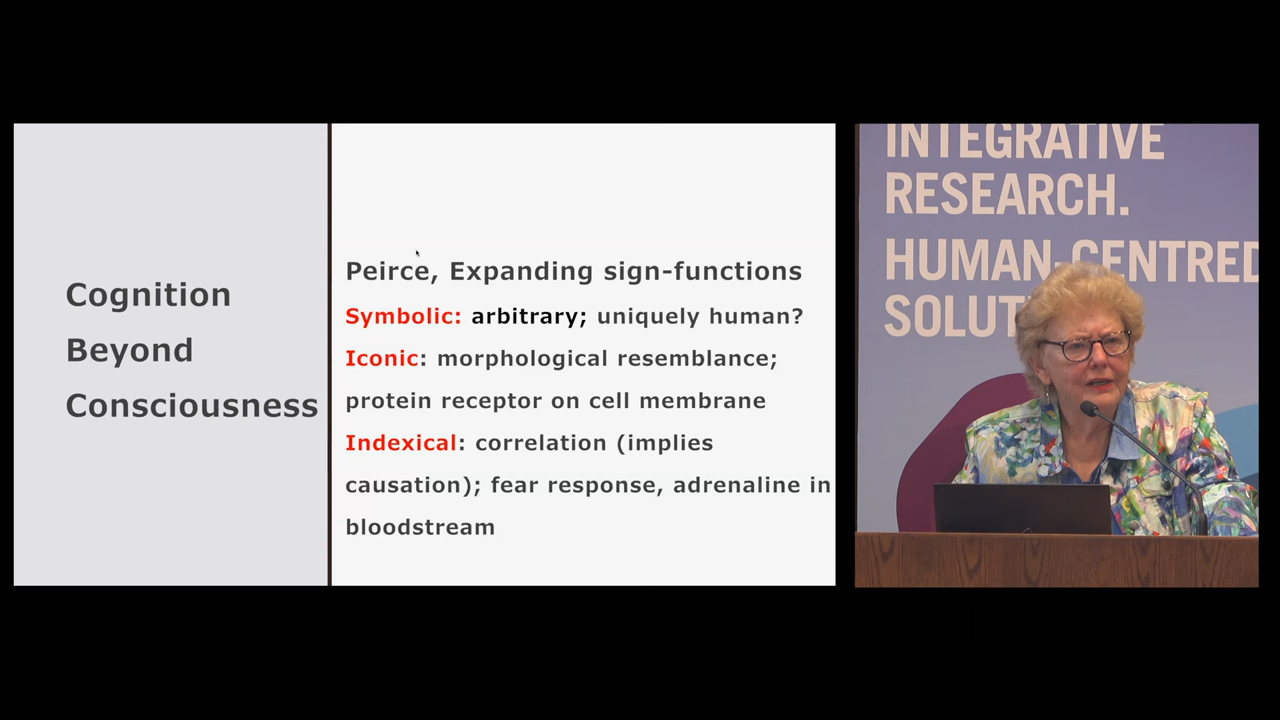 Cognition
Beyond
Consciousness
Peirce, Expanding sign-functions
Symbolic: arbitrary; uniquely human?
Iconic: morphological resemblance;
protein receptor on cell membrane
Indexical: correlation (implies
causation); fear response, adrenaline in
bloodstream
INTEGRATIVE
RESEARCH.
HUMAN-CENTRED
SOLUT